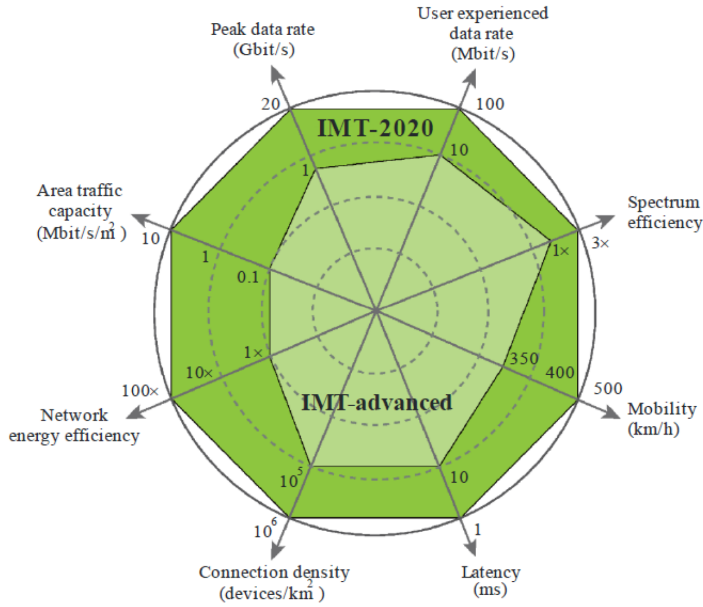 Peak data rate
(Gbit/s)
User experienced
data rate
(Mbit/s)
20
100
IMT-2020
1
10
Area traffic
capacity
(Mbit/s/m²)
10
1
0.1
Spectrum
efficiency
1×
3×
1×
10×
100×
Network
energy efficiency
350
400
500
Mobility
(km/h)
IMT-advanced
10⁵
10⁶
Connection density
(devices/km²)
10
1
Latency
(ms)